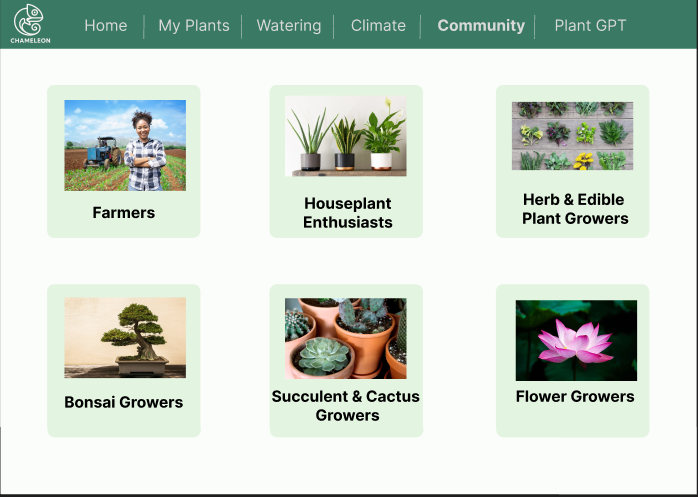 CHAMELEON
Home
My Plants
Watering
Climate
Community
Plant GPT
Farmers
Houseplant
Enthusiasts
Herb & Edible
Plant Growers
Bonsai Growers
Succulent & Cactus
Growers
Flower Growers